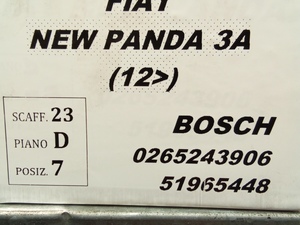 FIAT
NEW PANDA 3A
(12>)
SCAFF. 23
PIANO D
POSIZ. 7
BOSCH
0265243906
51965448